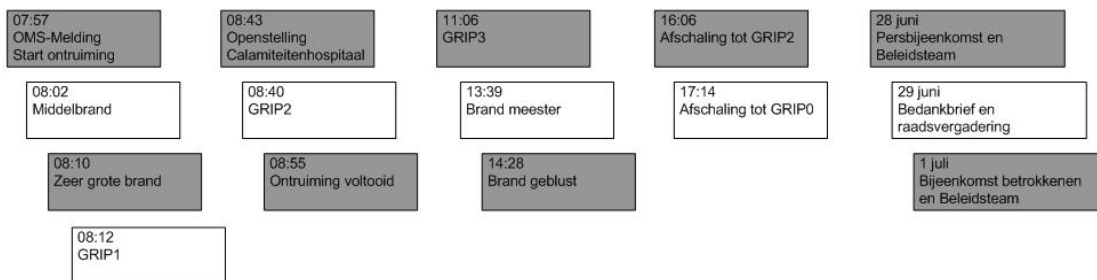 07:57
OMS-Melding
Start ontruiming
08:02
Middelbrand
08:10
Zeer grote brand
08:12
GRIP1
08:43
Openstelling
Calamiteitenhospitaal
08:40
GRIP2
08:55
Ontruiming voltooid
11:06
GRIP3
13:39
Brand meester
14:28
Brand geblust
16:06
Afschaling tot GRIP2
17:14
Afschaling tot GRIP0
28 juni
Persbijeenkomst en
Beleidsteam
29 juni
Bedankbrief en
raadsvergadering
1 juli
Bijeenkomst betrokkenen
en Beleidsteam